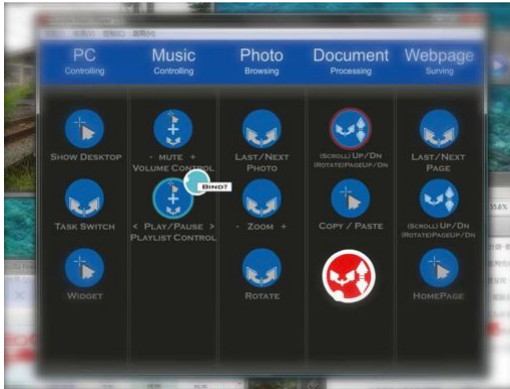 PC
Controlling
Music
Controlling
Photo
Browsing
Document
Processing
Webpage
Surving
SHOW DESKTOP
- MUTE +
VOLUME CONTROL
LAST/NEXT
PHOTO
(SCROLL) UP/DN
(ROTATE)PAGEUP/DN
LAST/NEXT
PAGE
BIND?
TASK SWITCH
< PLAY/PAUSE >
PLAYLIST CONTROL
- ZOOM +
COPY / PASTE
(SCROLL) UP/DN
(ROTATE)PAGEUP/DN
WIDGET
ROTATE
HOMEPAGE